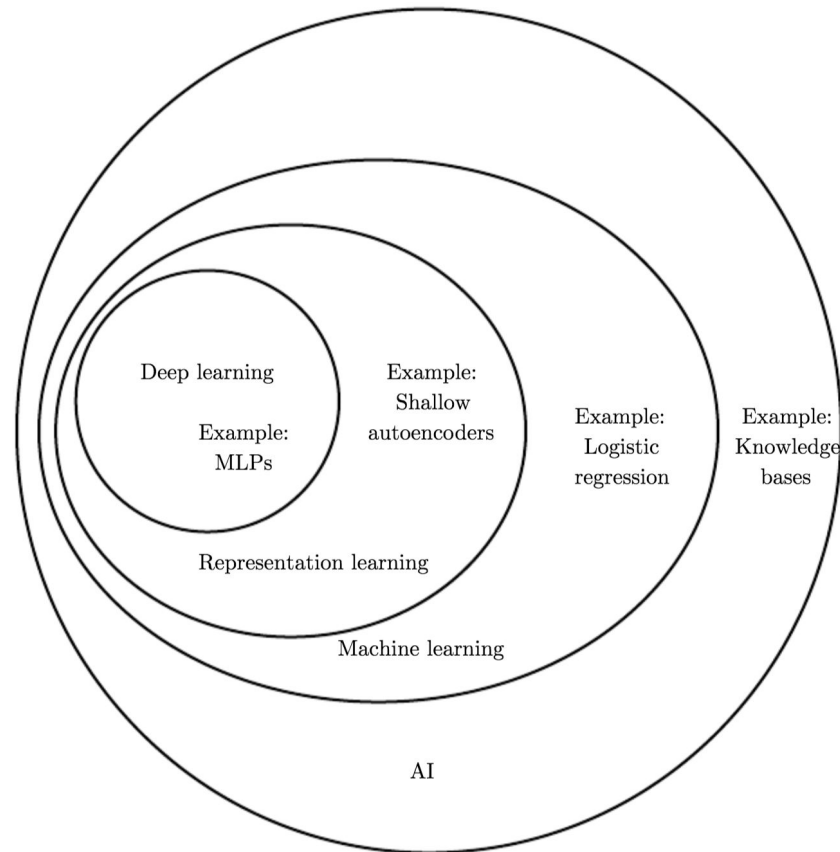 Deep learning
Example:
MLPs
Example:
Shallow
autoencoders
Example:
Logistic
regression
Example:
Knowledge
bases
Representation learning
Machine learning
AI